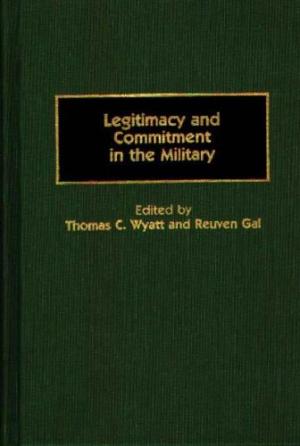 Legitimacy and
Commitment
in the Military
Edited by
Thomas C. Wyatt and Reuven Gal